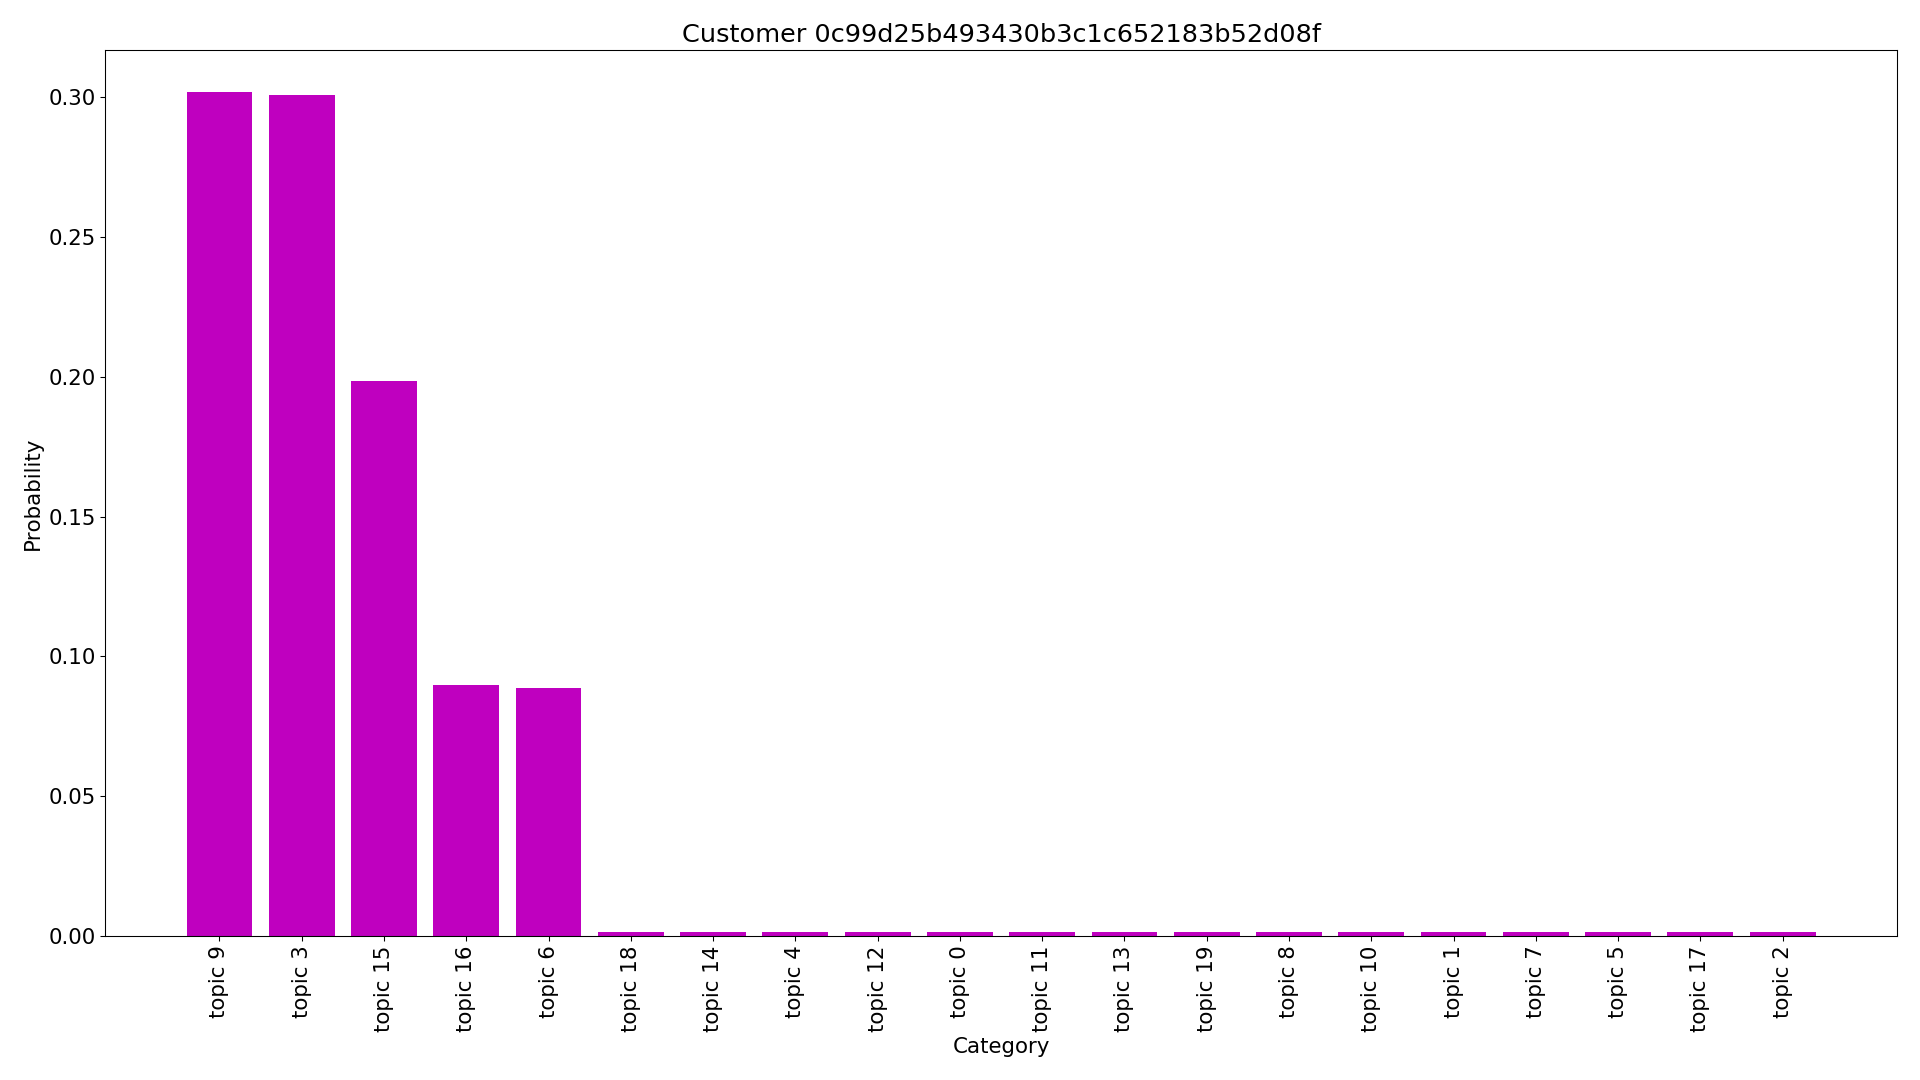 Customer 0c99d25b493430b3c1c652183b52d08f
Probability
0.30
0.25
0.20
0.15
0.10
0.05
0.00
topic 9
topic 3
topic 15
topic 16
topic 6
topic 18
topic 14
topic 4
topic 12
topic 0
topic 11
topic 13
topic 19
topic 8
topic 10
topic 1
topic 7
topic 5
topic 17
topic 2
Category